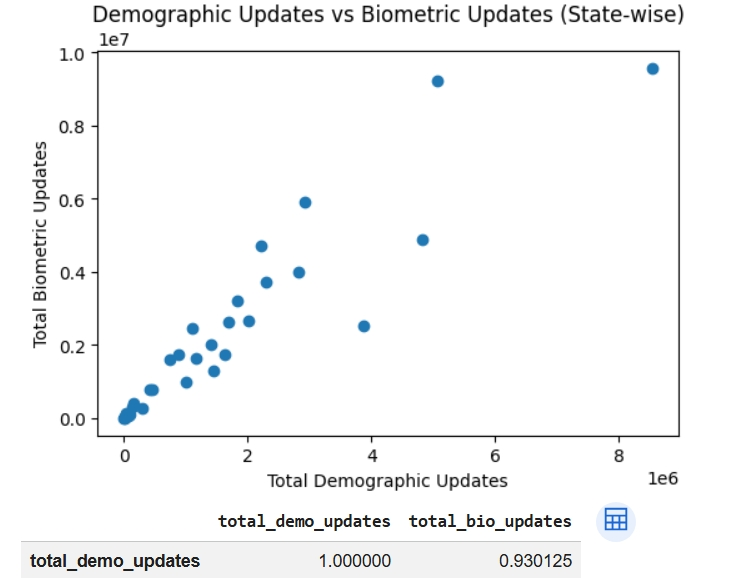 Demographic Updates vs Biometric Updates (State-wise)
1e7
1.0
0.8
0.6
0.4
0.2
0.0
Total Biometric Updates
0 2 4 6 8
1e6
Total Demographic Updates
total_demo_updates total_bio_updates
total_demo_updates 1.000000 0.930125